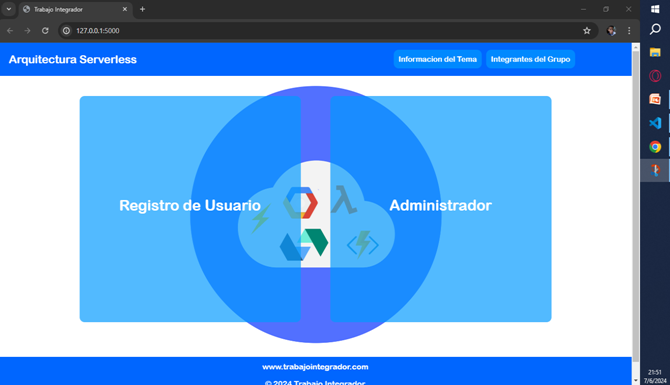 Trabajo Integrador
127.0.0.1:5000
Arquitectura Serverless
Informacion del Tema
Integrantes del Grupo
Registro de Usuario
Administrador
www.trabajointegrador.com
© 2024 Trabajo Integrador
21:51
7/6/2024